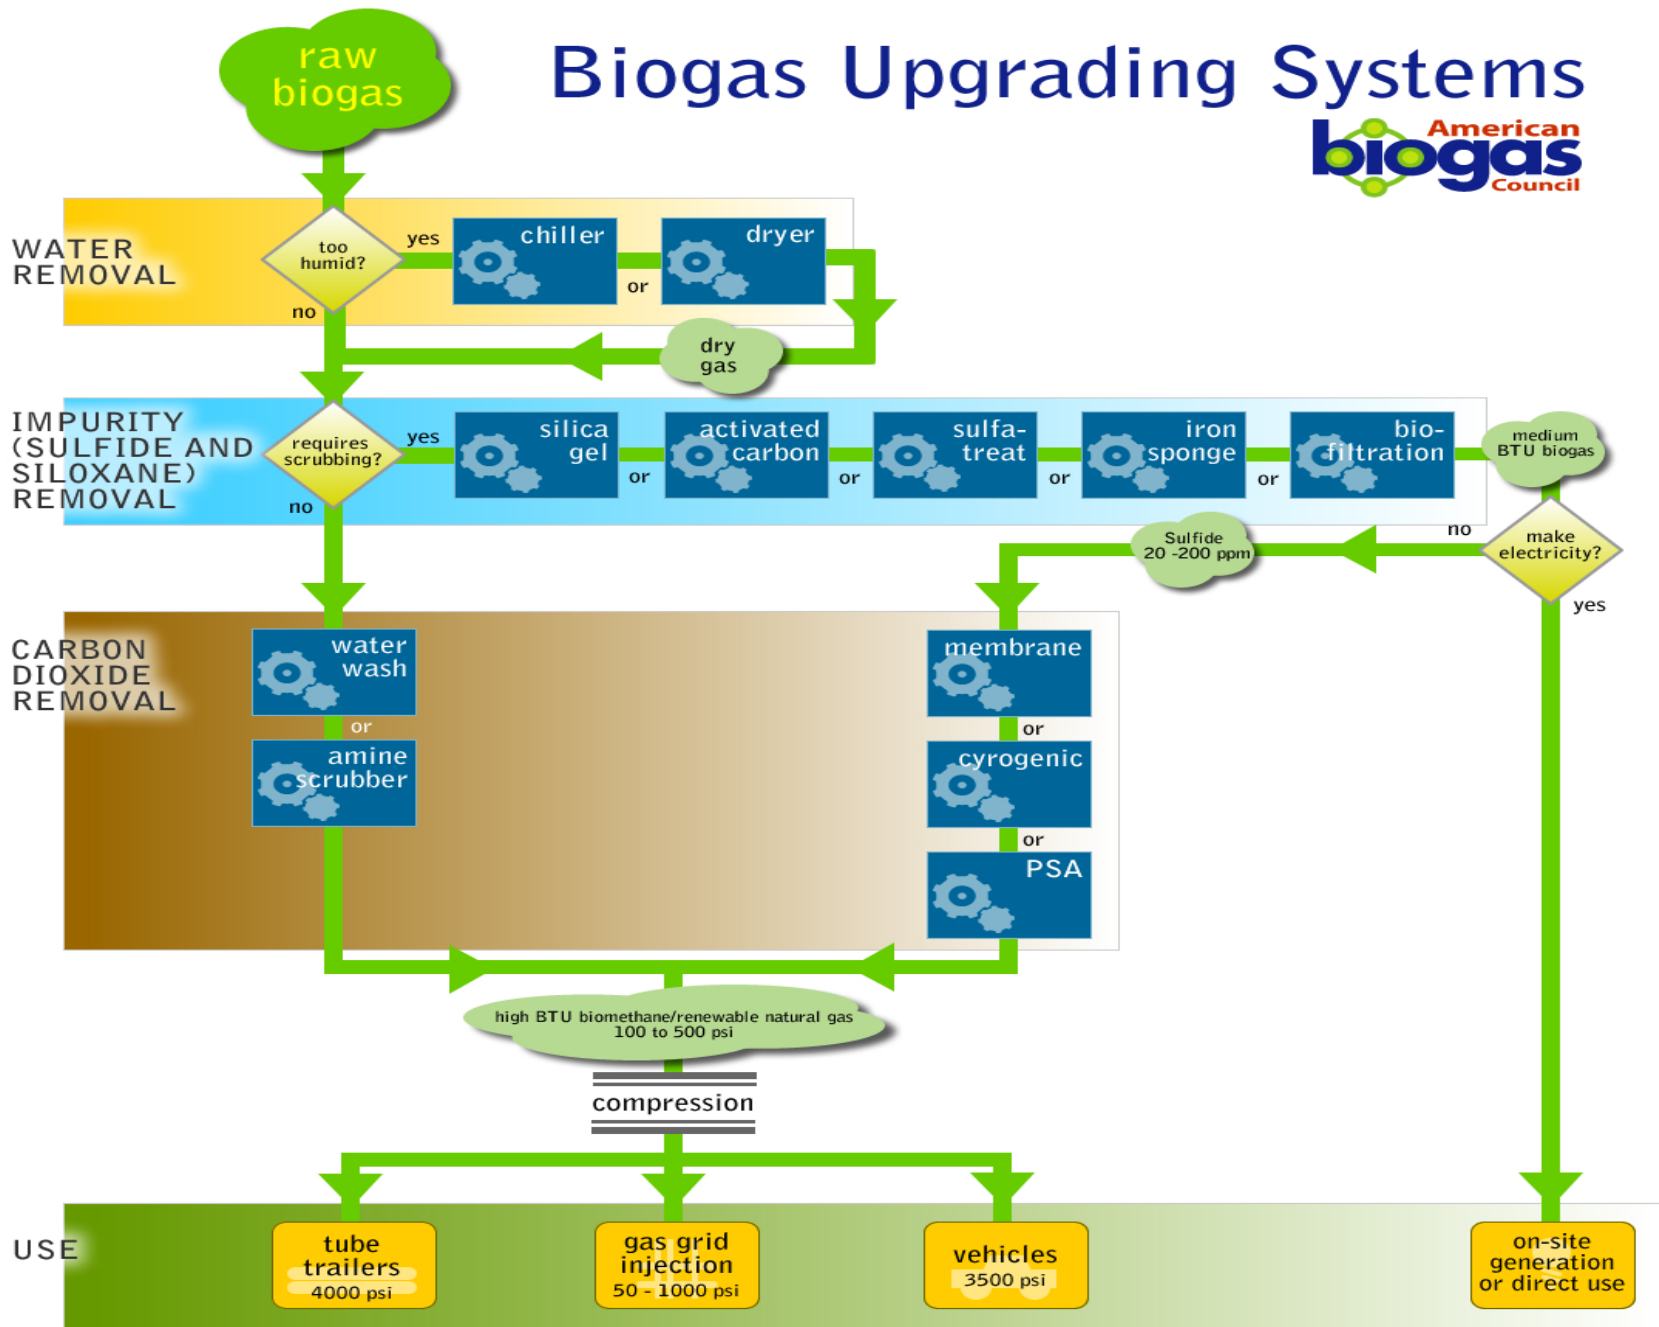 raw
biogas
Biogas Upgrading Systems
American
biogas
Council
WATER
REMOVAL
too
humid?
yes
no
chiller
or
dryer
dry
gas
IMPURITY
(SULFIDE AND
SILOXANE)
REMOVAL
requires
scrubbing?
yes
no
silica
gel
or
activated
carbon
or
sulfa-
treat
or
iron
sponge
or
bio-
filtration
medium
BTU biogas
make
electricity?
no
yes
Sulfide
20 -200 ppm
CARBON
DIOXIDE
REMOVAL
water
wash
or
amine
scrubber
membrane
or
cyrogenic
or
PSA
high BTU biomethane/renewable natural gas
100 to 500 psi
compression
USE
tube
trailers
4000 psi
gas grid
injection
50 - 1000 psi
vehicles
3500 psi
on-site
generation
or direct use